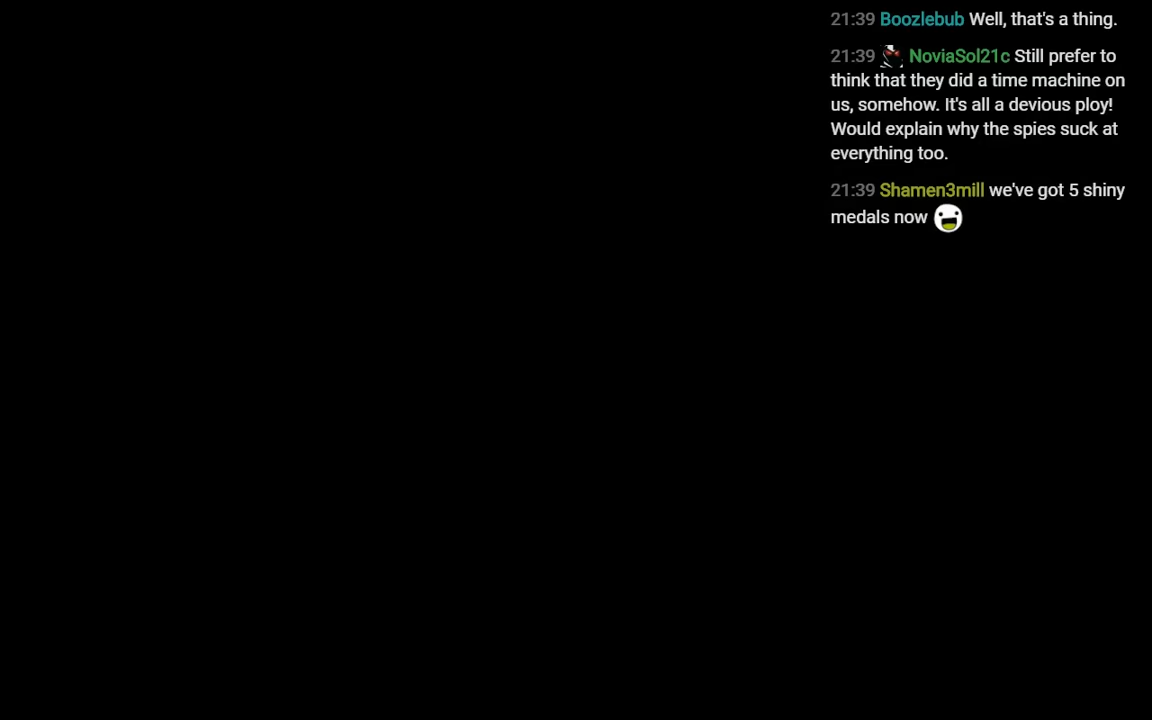 21:39 Boozlebub Well, that's a thing.
21:39 NoviaSol21c Still prefer to
think that they did a time machine on
us, somehow. It's all a devious ploy!
Would explain why the spies suck at
everything too.
21:39 Shamen3mill we've got 5 shiny
medals now